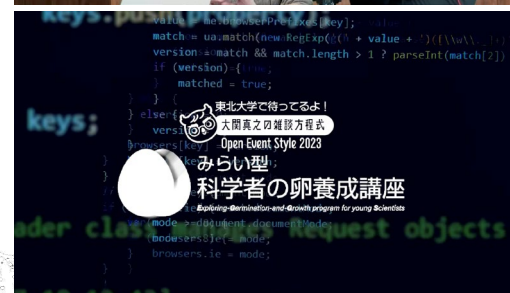 keys.pus
value = me.browserPrefixes[key];
match = ua.match(new RegExp('(' + value +
version = match && match.length > 1 ? parseInt(match[2])
if (version) {
matched = true;
}
keys;
東北大学で待ってるよ!
大関真之の雑談方程式
Open Event Style 2023
みらい型
科学者の卵養成講座
Exploring-Germination-and-Growth program for young Scientists
mode = document.documentMode;
browsers.ie = mode;
request objects